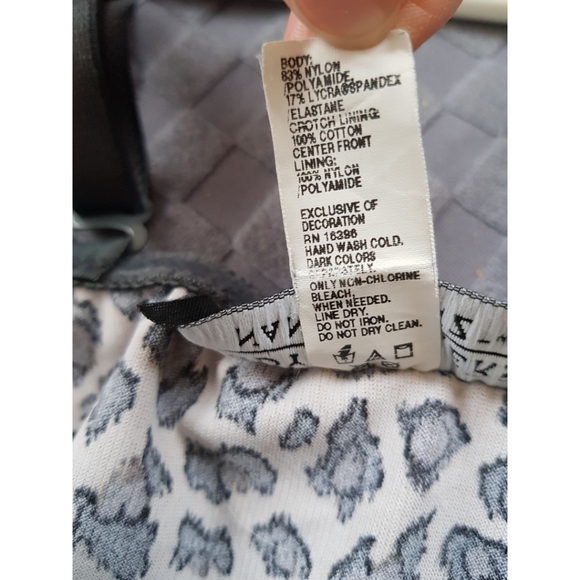 BODY:
83% NYLON
/POLYAMIDE
17% LYCRA®SPANDEX
/ELASTANE
CROTCH LINING:
100% COTTON
CENTER FRONT
LINING:
100% NYLON
/POLYAMIDE
EXCLUSIVE OF
DECORATION
RN 16396
HAND WASH COLD,
DARK COLORS
SEPARATELY.
ONLY NON-CHLORINE
BLEACH,
WHEN NEEDED.
LINE DRY.
DO NOT IRON.
DO NOT DRY CLEAN.